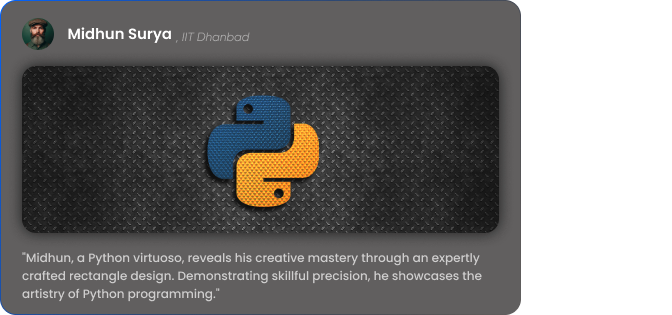 Midhun Surya , IIT Dhanbad
"Midhun, a Python virtuoso, reveals his creative mastery through an expertly
crafted rectangle design. Demonstrating skillful precision, he showcases the
artistry of Python programming."